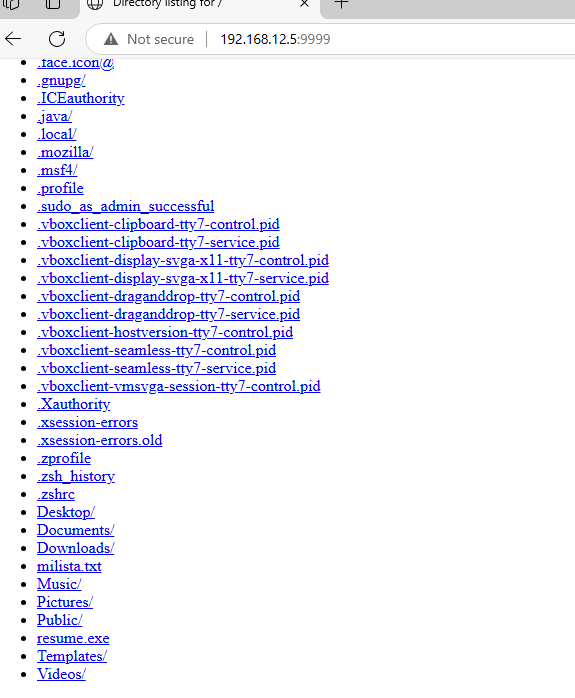 Directory listing for /
Not secure | 192.168.12.5:9999
.face.icon@
.gnupg/
.ICEauthority
.java/
.local/
.mozilla/
.msf4/
.profile
.sudo_as_admin_successful
.vboxclient-clipboard-tty7-control.pid
.vboxclient-clipboard-tty7-service.pid
.vboxclient-display-svga-x11-tty7-control.pid
.vboxclient-display-svga-x11-tty7-service.pid
.vboxclient-draganddrop-tty7-control.pid
.vboxclient-draganddrop-tty7-service.pid
.vboxclient-hostversion-tty7-control.pid
.vboxclient-seamless-tty7-control.pid
.vboxclient-seamless-tty7-service.pid
.vboxclient-vmsvga-session-tty7-control.pid
.Xauthority
.xsession-errors
.xsession-errors.old
.zprofile
.zsh_history
.zshrc
Desktop/
Documents/
Downloads/
milista.txt
Music/
Pictures/
Public/
resume.exe
Templates/
Videos/